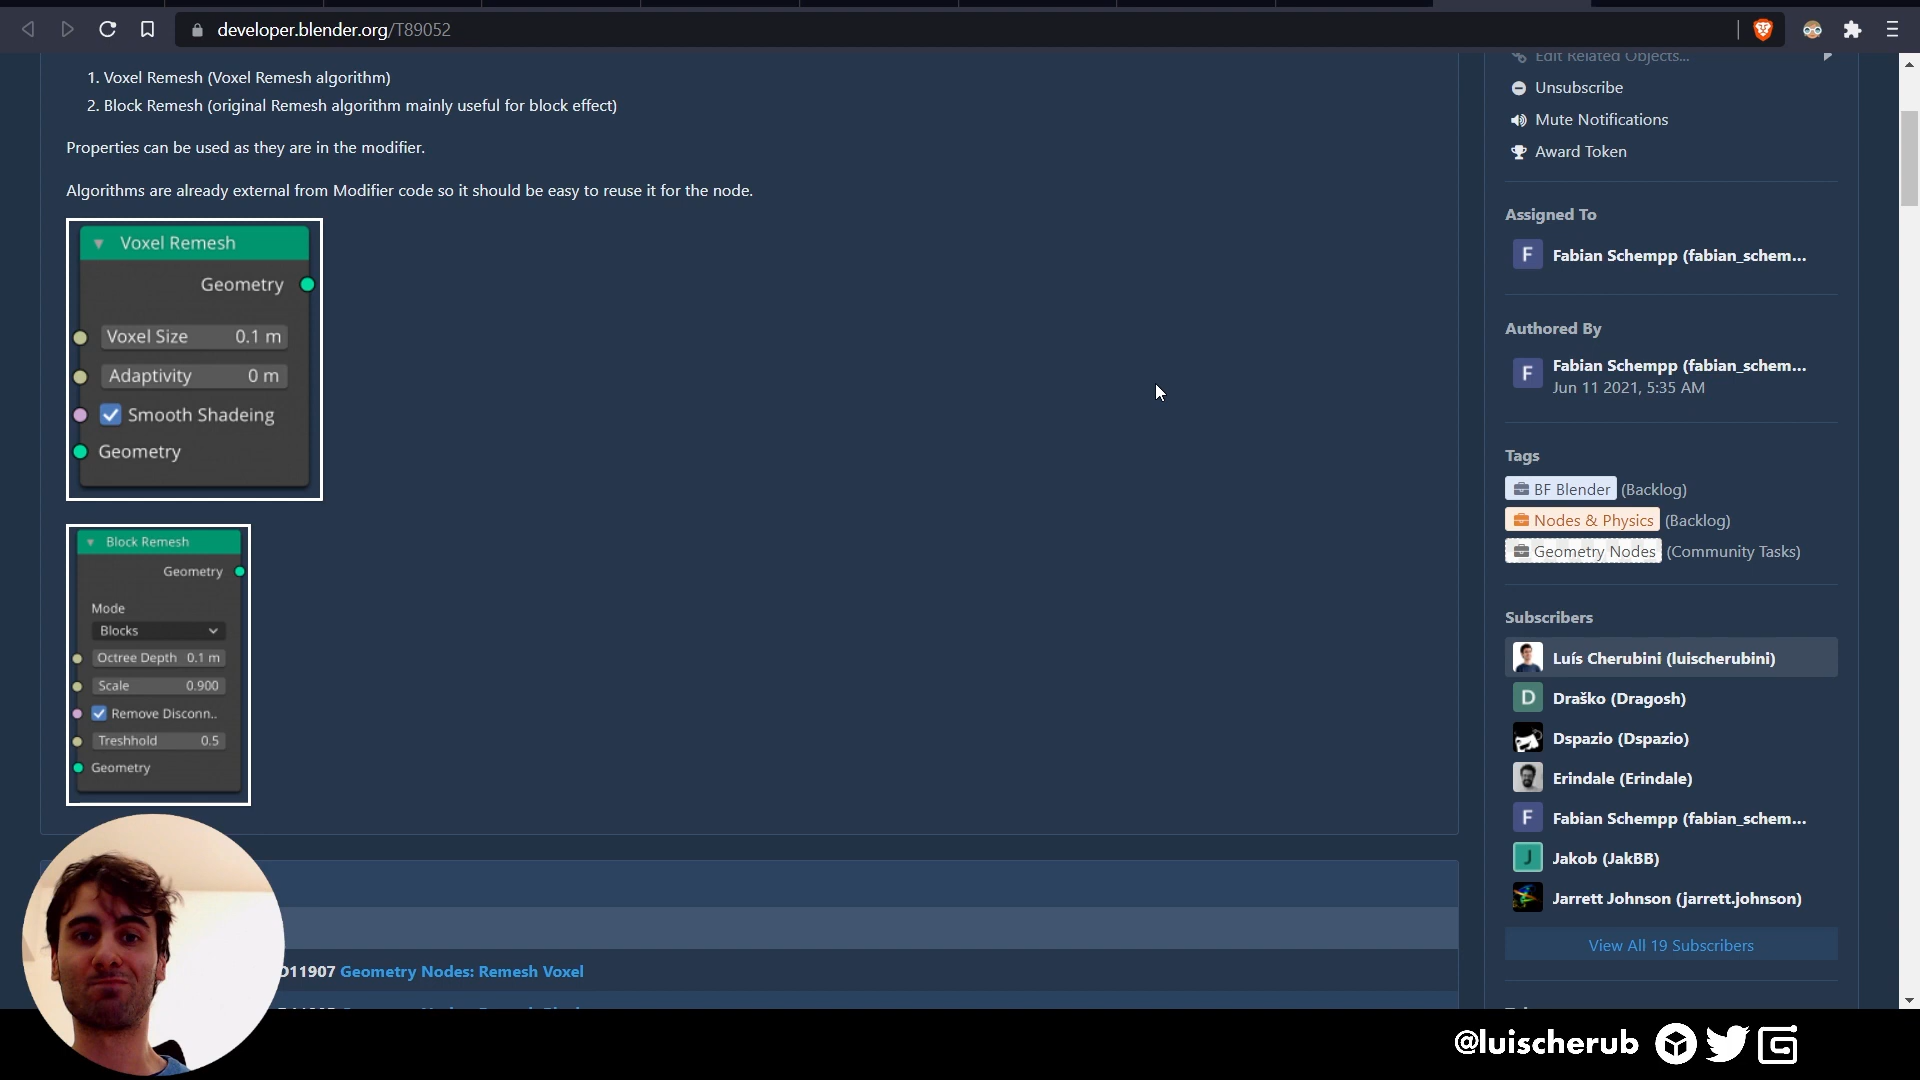 developer.blender.org/T89052
1. Voxel Remesh (Voxel Remesh algorithm)
2. Block Remesh (original Remesh algorithm mainly useful for block effect)
Properties can be used as they are in the modifier.
Algorithms are already external from Modifier code so it should be easy to reuse it for the node.
Voxel Remesh
Geometry
Voxel Size 0.1 m
Adaptivity 0 m
Smooth Shadeing
Geometry
Block Remesh
Geometry
Mode
Blocks
Octree Depth 0.1 m
Scale 0.900
Remove Disconn..
Treshhold 0.5
Geometry
D11907 Geometry Nodes: Remesh Voxel
Edit Related Objects...
Unsubscribe
Mute Notifications
Award Token
Assigned To
F Fabian Schempp (fabian_schem...
Authored By
F Fabian Schempp (fabian_schem...
Jun 11 2021, 5:35 AM
Tags
BF Blender (Backlog)
Nodes & Physics (Backlog)
Geometry Nodes (Community Tasks)
Subscribers
Luís Cherubini (luischerubini)
D Draško (Dragosh)
Dspazio (Dspazio)
Erindale (Erindale)
F Fabian Schempp (fabian_schem...
J Jakob (JakBB)
Jarrett Johnson (jarrett.johnson)
View All 19 Subscribers
@luischerub